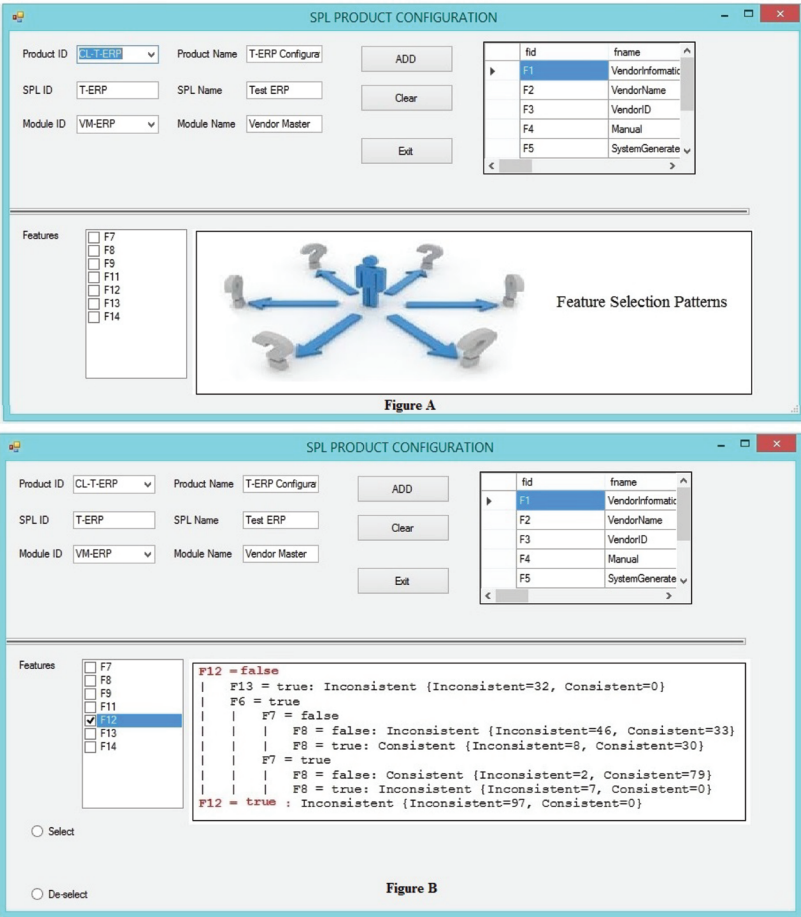 SPL PRODUCT CONFIGURATION
Product ID CL-T-ERP Product Name T-ERP Configurat ADD
SPL ID T-ERP SPL Name Test ERP Clear
Module ID VM-ERP Module Name Vendor Master Exit
fid fname
F1 VendorInformatic
F2 VendorName
F3 VendorID
F4 Manual
F5 SystemGenerate
Features
F7
F8
F9
F11
F12
F13
F14
Feature Selection Patterns
Figure A
SPL PRODUCT CONFIGURATION
Product ID CL-T-ERP Product Name T-ERP Configurat ADD
SPL ID T-ERP SPL Name Test ERP Clear
Module ID VM-ERP Module Name Vendor Master Exit
fid fname
F1 VendorInformatic
F2 VendorName
F3 VendorID
F4 Manual
F5 SystemGenerate
Features
F7
F8
F9
F11
F12
F13
F14
F12 = false
| F13 = true: Inconsistent {Inconsistent=32, Consistent=0}
| F6 = true
| | F7 = false
| | | F8 = false: Inconsistent {Inconsistent=46, Consistent=33}
| | | F8 = true: Consistent {Inconsistent=8, Consistent=30}
| | F7 = true
| | | F8 = false: Consistent {Inconsistent=2, Consistent=79}
| | | F8 = true: Inconsistent {Inconsistent=7, Consistent=0}
F12 = true : Inconsistent {Inconsistent=97, Consistent=0}
Select
De-select
Figure B